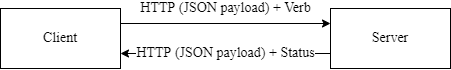 HTTP (JSON payload) + Verb
Client
Server
HTTP (JSON payload) + Status